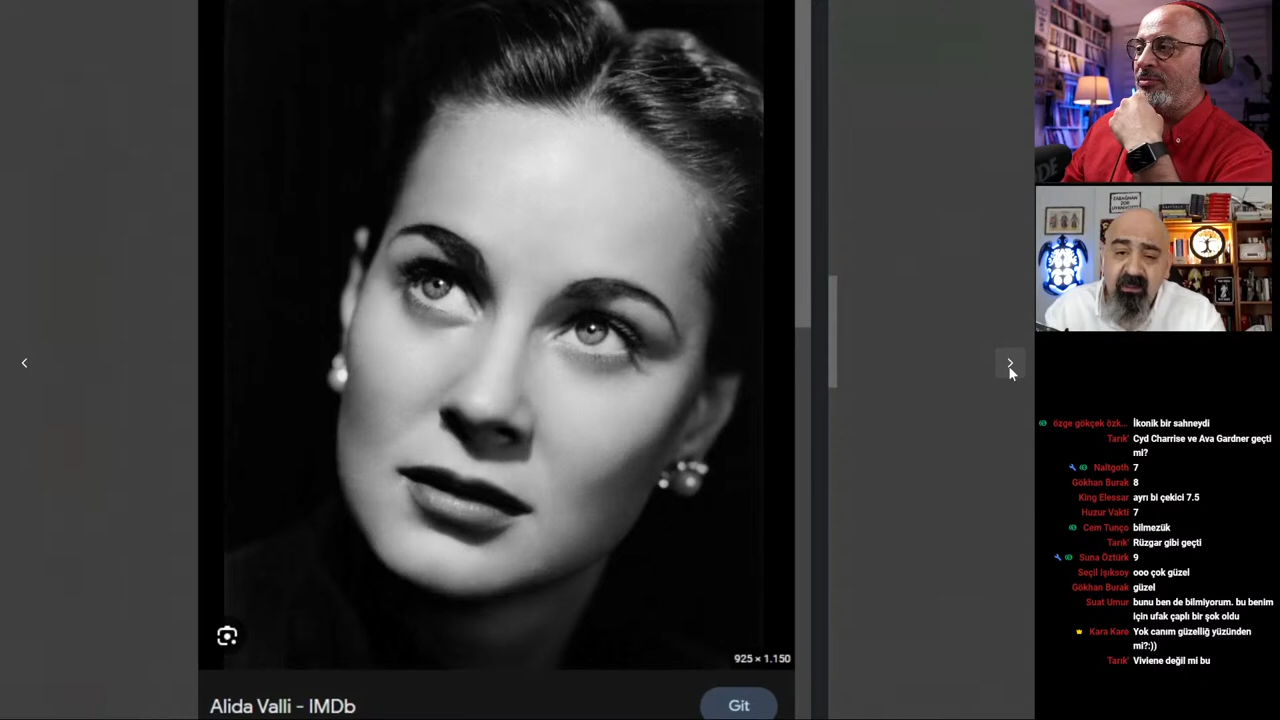 925 × 1.150
Alida Valli - IMDb
Git
özge gökçek özk... İkonik bir sahneydi
Tarık' Cyd Charrise ve Ava Gardner geçti
mi?
Naltgoth 7
Gökhan Burak 8
King Elessar ayrı bi çekici 7.5
Huzur Vakti 7
Cem Tunço bilmezük
Tarık' Rüzgar gibi geçti
Suna Öztürk 9
Seçil Işıksoy ooo çok güzel
Gökhan Burak güzel
Suat Umur bunu ben de bilmiyorum. bu benim
için ufak çaplı bir şok oldu
Kara Kare Yok canım güzelliğ yüzünden
mi?:))
Tarık' Viviene değil mi bu